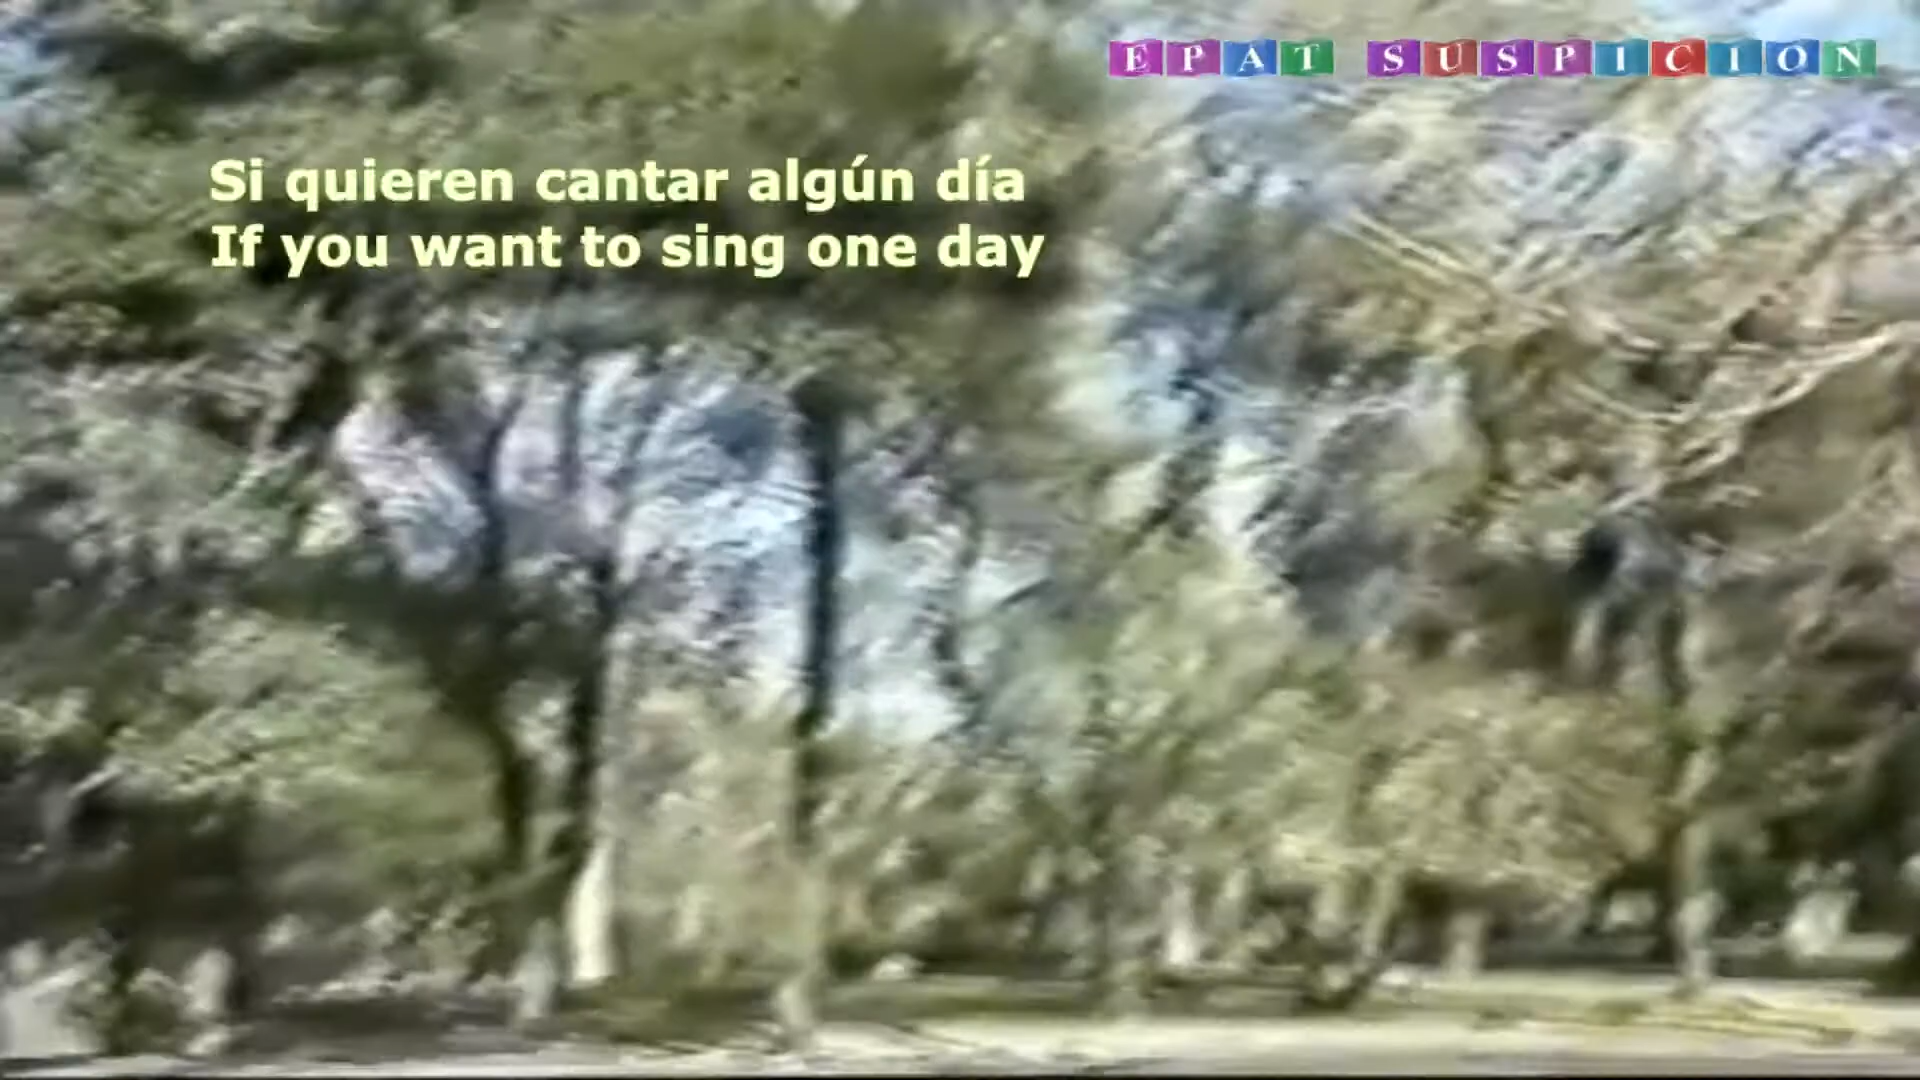 EPAT SUSPICION
Si quieren cantar algún día
If you want to sing one day